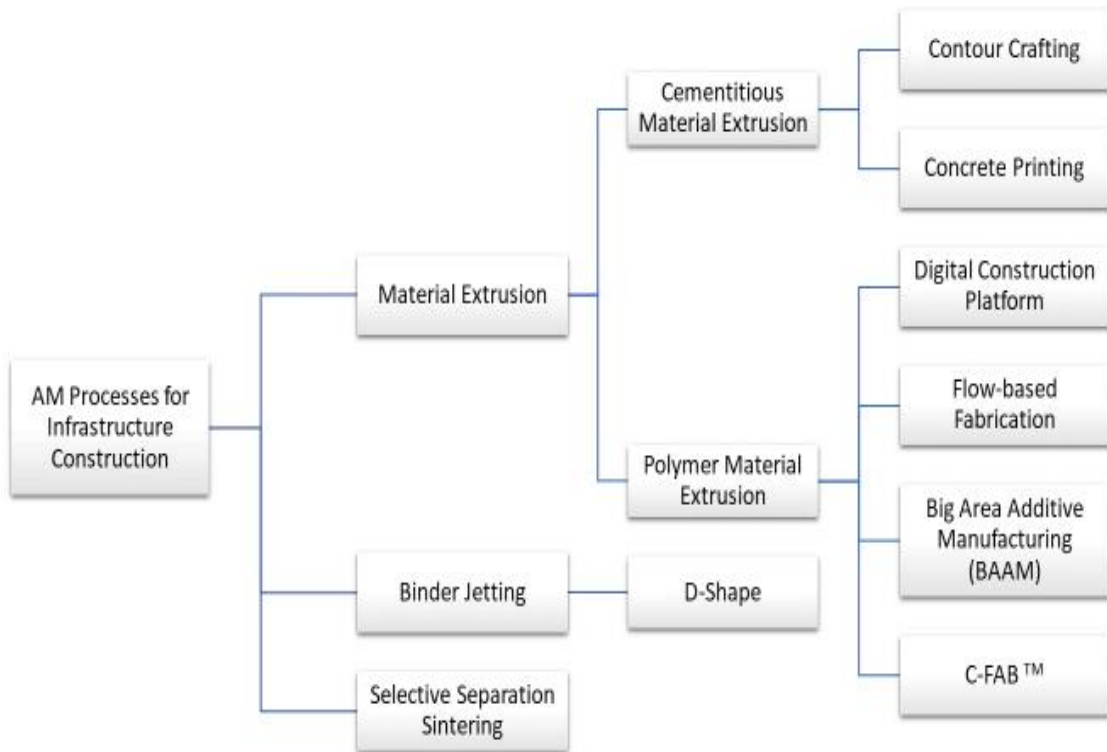 AM Processes for
Infrastructure
Construction
Material Extrusion
Cementitious
Material Extrusion
Contour Crafting
Concrete Printing
Polymer Material
Extrusion
Digital Construction
Platform
Flow-based
Fabrication
Big Area Additive
Manufacturing
(BAAM)
C-FAB ™
Binder Jetting
D-Shape
Selective Separation
Sintering